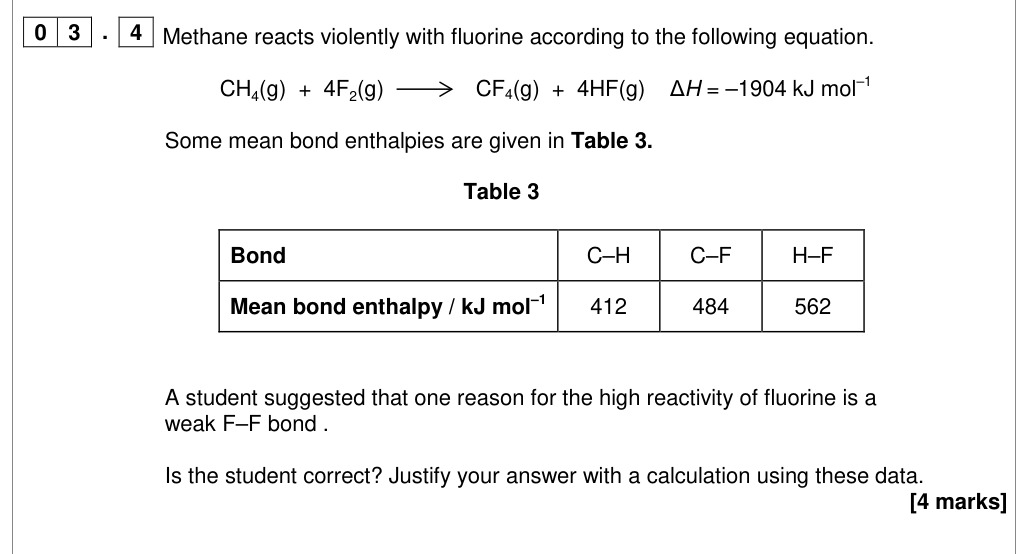 03.4 Methane reacts violently with fluorine according to the following equation.
CH₄(g) + 4F₂(g) ⟶ CF₄(g) + 4HF(g) ΔH = –1904 kJ mol⁻¹
Some mean bond enthalpies are given in Table 3.
Table 3
Bond C–H C–F H–F
Mean bond enthalpy / kJ mol⁻¹ 412 484 562
A student suggested that one reason for the high reactivity of fluorine is a
weak F–F bond .
Is the student correct? Justify your answer with a calculation using these data.
[4 marks]